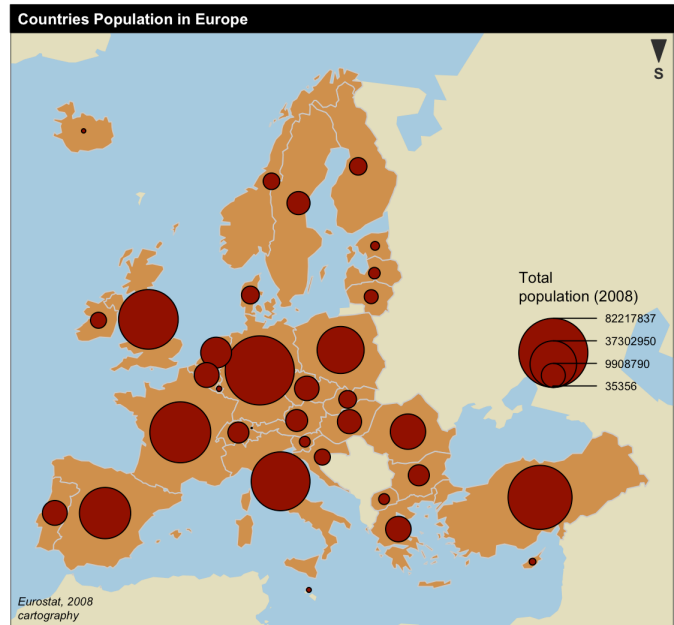 Countries Population in Europe
S
Total
population (2008)
82217837
37302950
9908790
35356
Eurostat, 2008
cartography